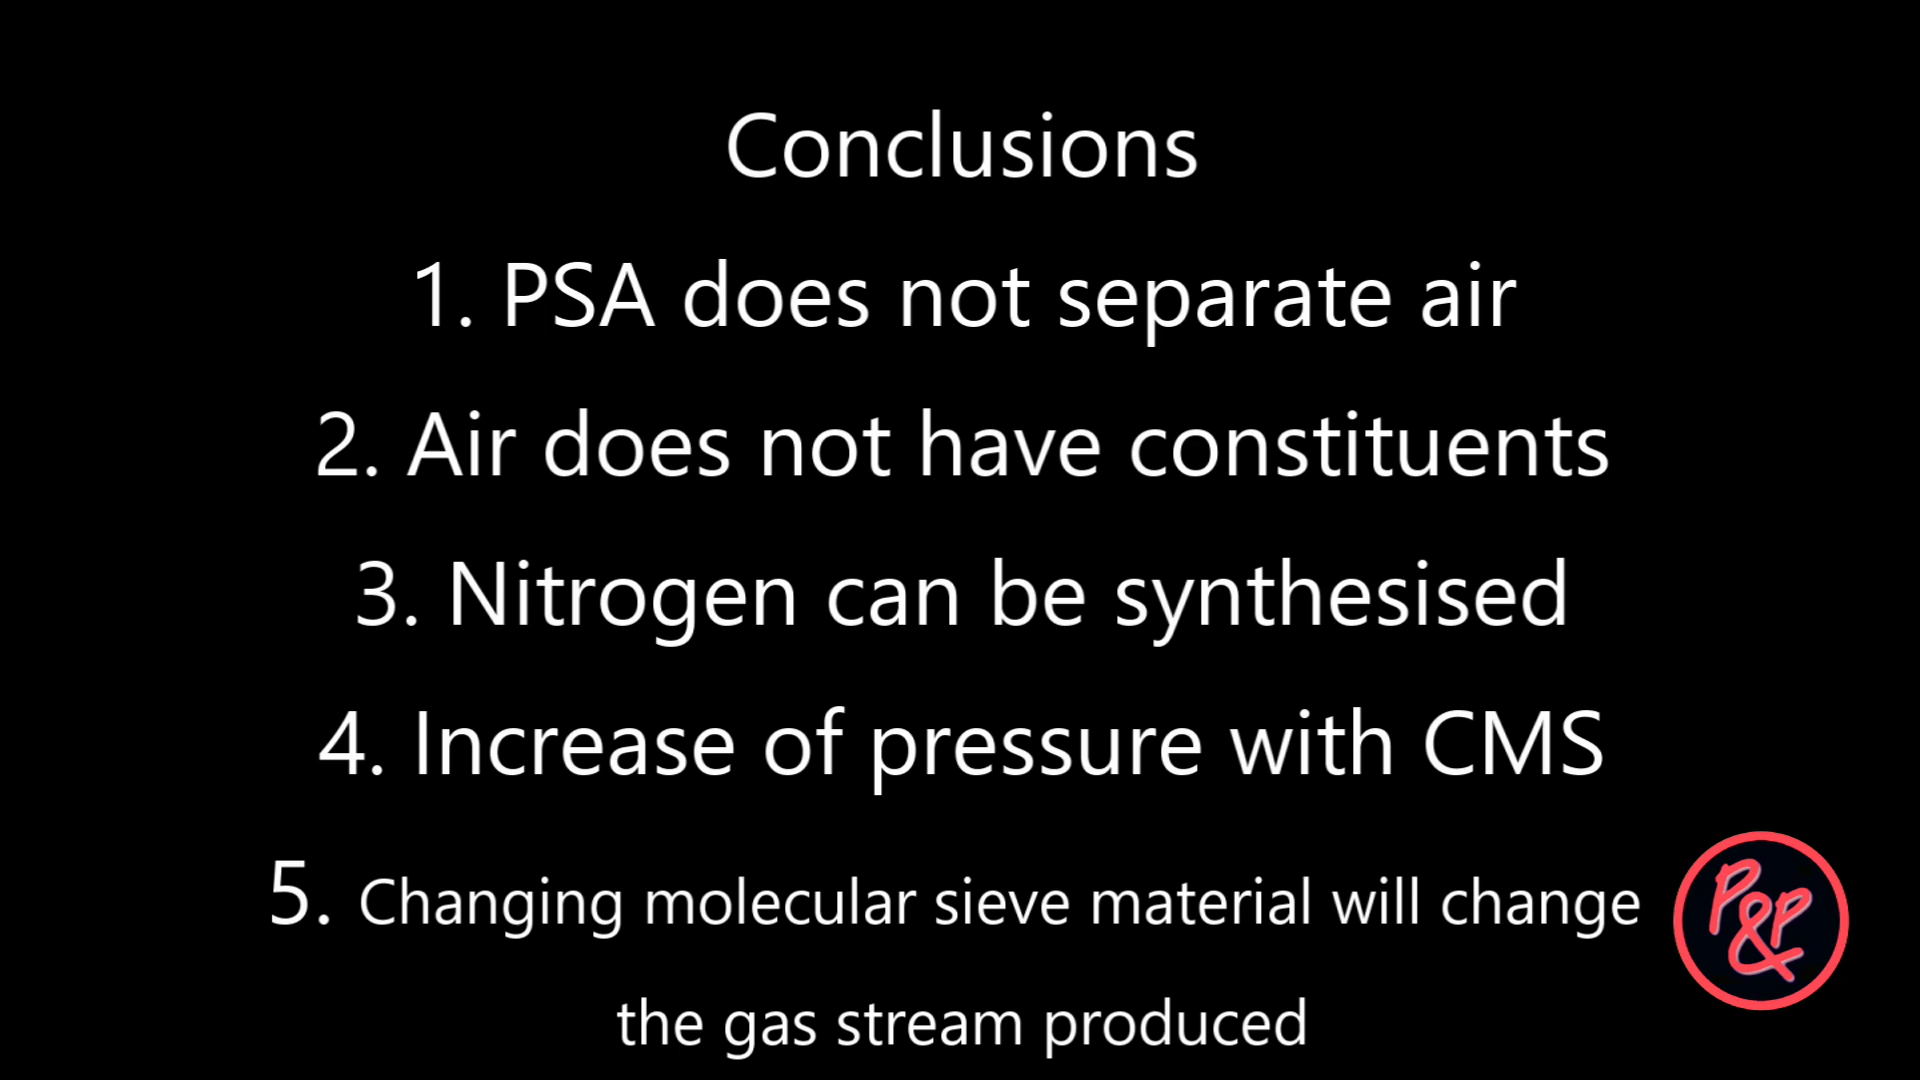 Conclusions
1. PSA does not separate air
2. Air does not have constituents
3. Nitrogen can be synthesised
4. Increase of pressure with CMS
5. Changing molecular sieve material will change
the gas stream produced
P&P